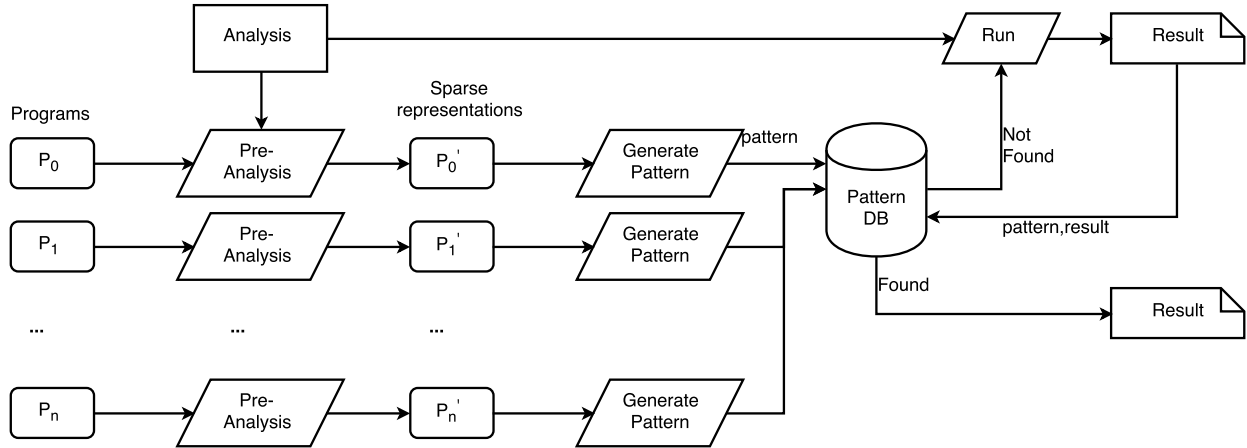 Analysis
Run
Result
Programs
Sparse
representations
P0
Pre-
Analysis
P0'
Generate
Pattern
pattern
Not
Found
Pattern
DB
P1
Pre-
Analysis
P1'
Generate
Pattern
pattern,result
Found
Result
...
...
...
Pn
Pre-
Analysis
Pn'
Generate
Pattern